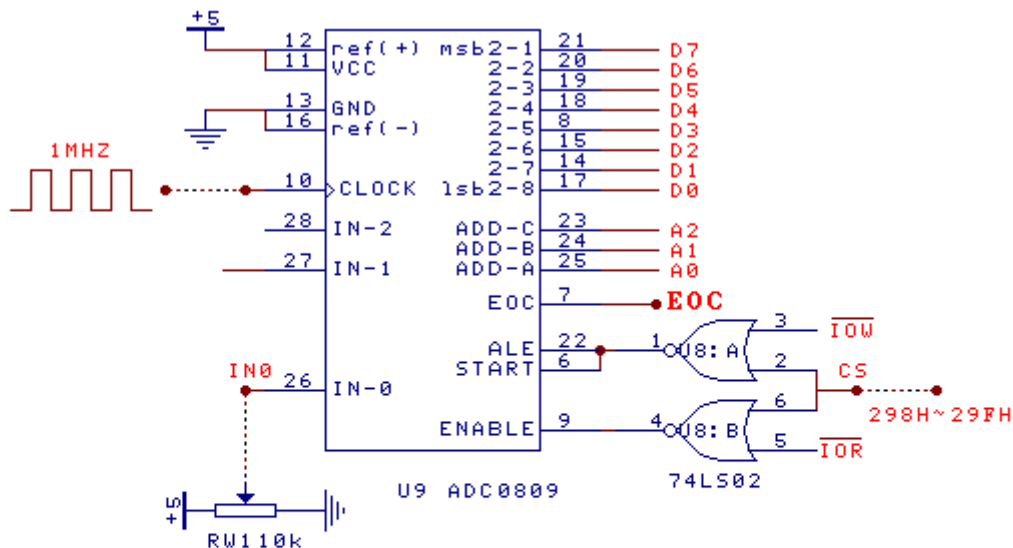 +5
12 ref(+) msb2-1 21 D7
11 VCC 2-2 20 D6
2-3 19 D5
13 GND 2-4 18 D4
16 ref(-) 2-5 8 D3
2-6 15 D2
1MHZ 2-7 14 D1
10 CLOCK lsb2-8 17 D0
28 IN-2 ADD-C 23 A2
ADD-B 24 A1
27 IN-1 ADD-A 25 A0
EOC 7 EOC
3 IOW
ALE 22 1 U8:A
START 6 2 CS
IN0 26 IN-0
6 298H~29FH
ENABLE 9 4 U8:B
5 IOR
74LS02
U9 ADC0809
+5
RW110k